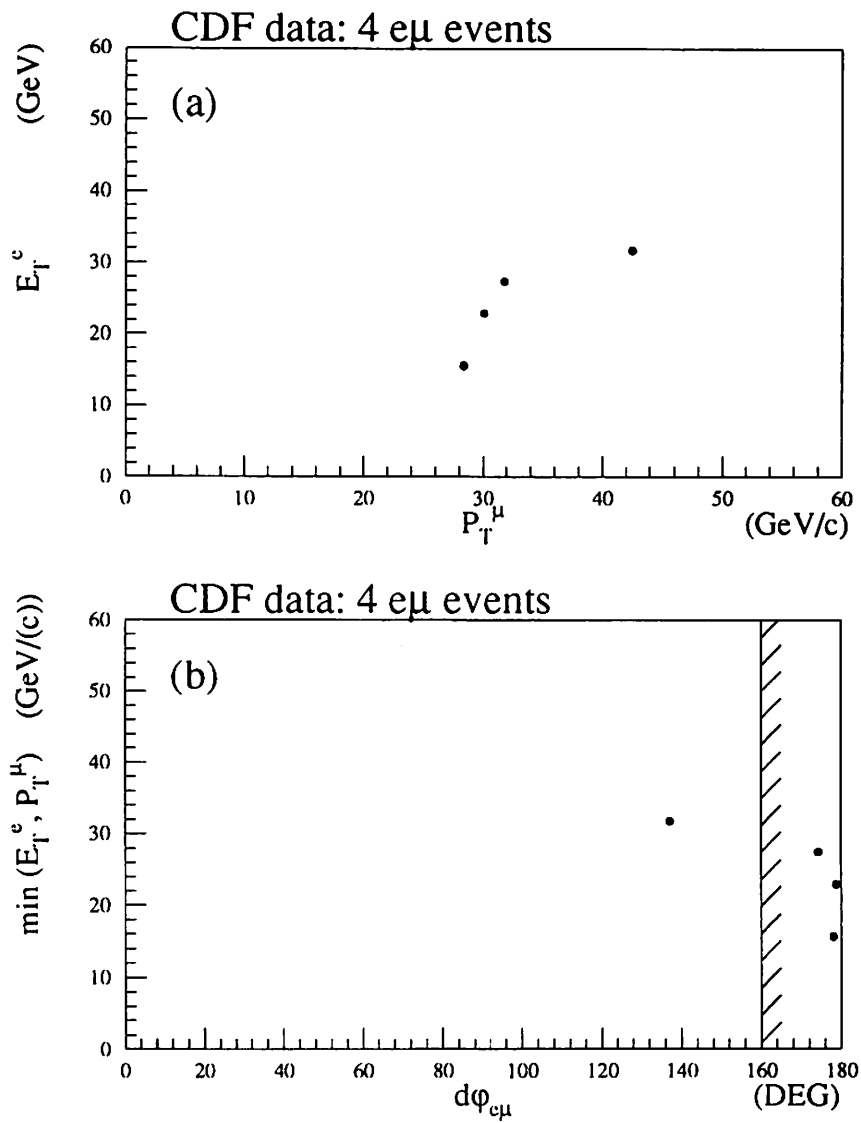 CDF data: 4 eμ events
(a)
(GeV)
E_T^e
60
50
40
30
20
10
0
0 10 20 30 40 50 60
P_T^μ (GeV/c)
CDF data: 4 eμ events
(b)
min (E_T^e, P_T^μ) (GeV/(c))
60
50
40
30
20
10
0
0 20 40 60 80 100 120 140 160 180
dφ_eμ (DEG)